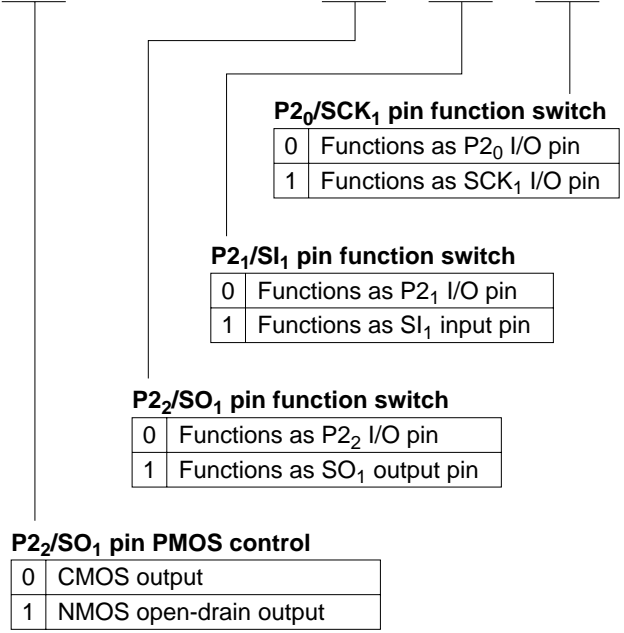 P2₀/SCK₁ pin function switch
0 Functions as P2₀ I/O pin
1 Functions as SCK₁ I/O pin
P2₁/SI₁ pin function switch
0 Functions as P2₁ I/O pin
1 Functions as SI₁ input pin
P2₂/SO₁ pin function switch
0 Functions as P2₂ I/O pin
1 Functions as SO₁ output pin
P2₂/SO₁ pin PMOS control
0 CMOS output
1 NMOS open-drain output